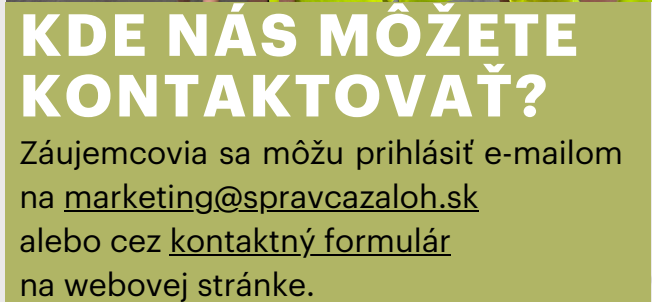 KDE NÁS MÔŽETE
KONTAKTOVAŤ?
Záujemcovia sa môžu prihlásiť e-mailom
na marketing@spravcazaloh.sk
alebo cez kontaktný formulár
na webovej stránke.